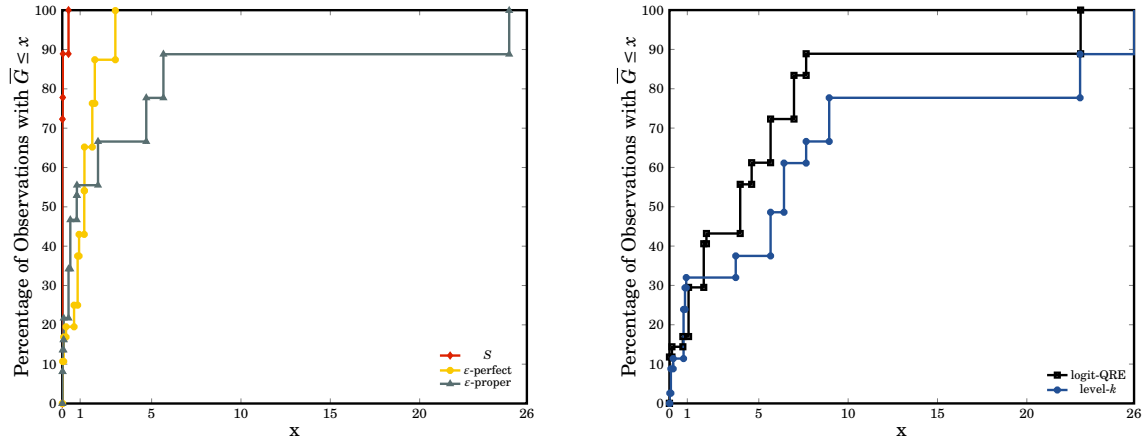 Percentage of Observations with G̅ ≤ x
100
90
80
70
60
50
40
30
20
10
0
0 1 5 10 15 20 26
x
S
ε-perfect
ε-proper
Percentage of Observations with G̅ ≤ x
100
90
80
70
60
50
40
30
20
10
0
0 1 5 10 15 20 26
x
logit-QRE
level-k